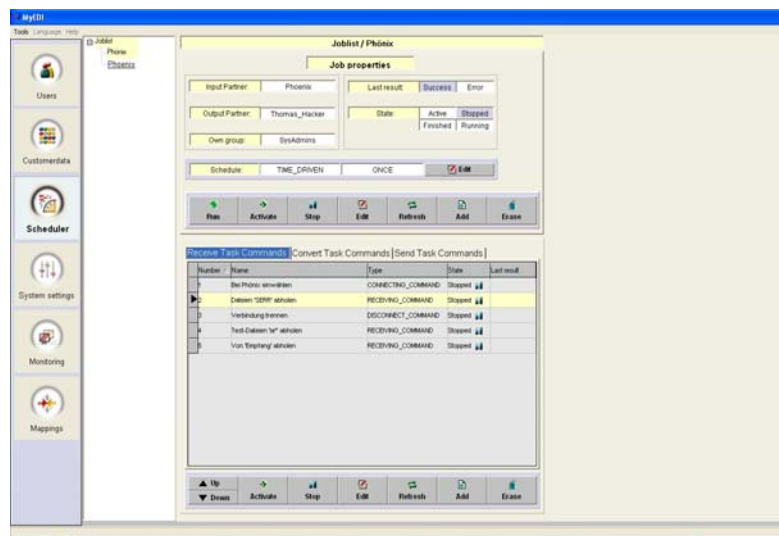 MyEDI
Tools Language Help
Users
Customerdata
Scheduler
System settings
Monitoring
Mappings
Joblist
Phönix
Phoenix
Joblist / Phönix
Job properties
Input Partner: Phoenix
Last result: Success Error
Output Partner: Thomas_Hacker
State: Active Stopped
Finished Running
Own group: SysAdmins
Schedule: TIME_DRIVEN ONCE Edit
Run Activate Stop Edit Refresh Add Erase
Receive Task Commands Convert Task Commands Send Task Commands
Number Name Type State Last result
1 Bei Phönix einwählen CONNECTING_COMMAND Stopped
2 Dateien 'SERR' abholen RECEIVING_COMMAND Stopped
3 Verbindung trennen DISCONNECT_COMMAND Stopped
4 Test-Dateien abholen RECEIVING_COMMAND Stopped
5 Von 'Empfang' abholen RECEIVING_COMMAND Stopped
Up Activate Stop Edit Refresh Add Erase
Down